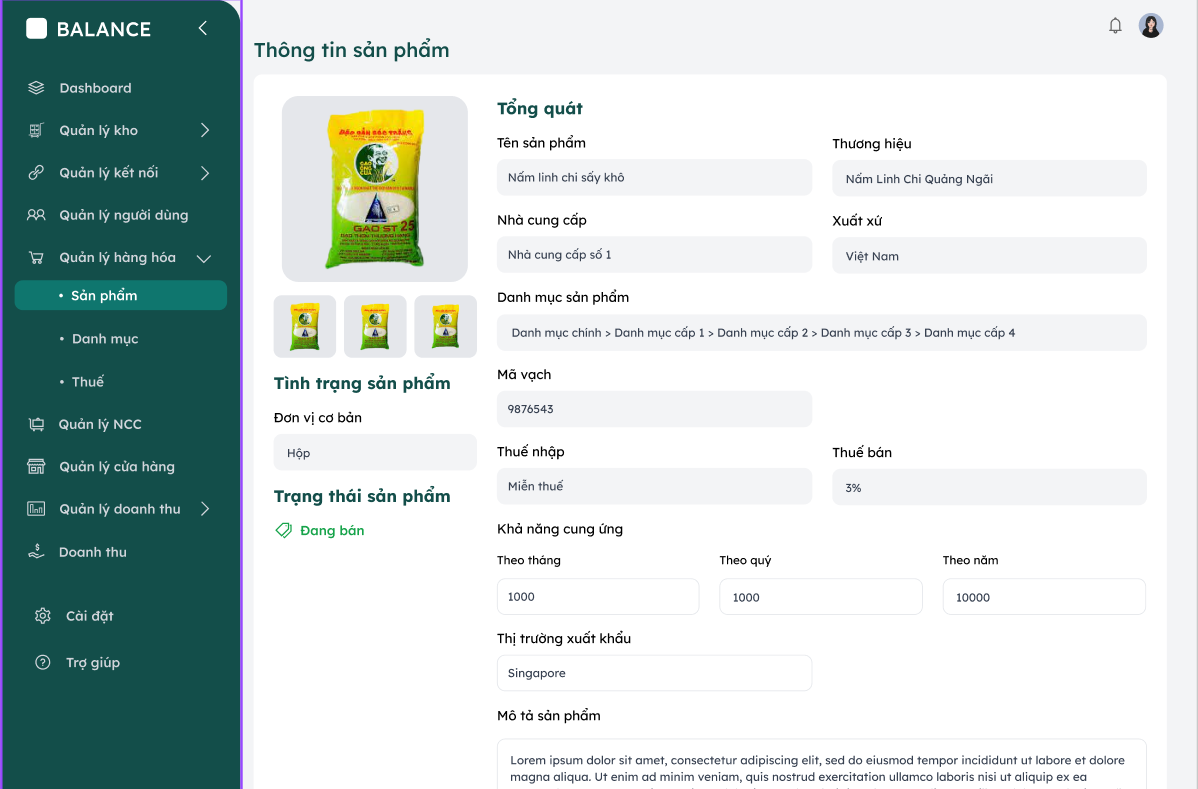 BALANCE
Dashboard
Quản lý kho
Quản lý kết nối
Quản lý người dùng
Quản lý hàng hóa
• Sản phẩm
• Danh mục
• Thuế
Quản lý NCC
Quản lý cửa hàng
Quản lý doanh thu
Doanh thu
Cài đặt
Trợ giúp
Thông tin sản phẩm
GẠO ST 25
Tình trạng sản phẩm
Đơn vị cơ bản
Hộp
Trạng thái sản phẩm
Đang bán
Tổng quát
Tên sản phẩm
Thương hiệu
Nấm linh chi sấy khô
Nấm Linh Chi Quảng Ngãi
Nhà cung cấp
Xuất xứ
Nhà cung cấp số 1
Việt Nam
Danh mục sản phẩm
Danh mục chính > Danh mục cấp 1 > Danh mục cấp 2 > Danh mục cấp 3 > Danh mục cấp 4
Mã vạch
9876543
Thuế nhập
Thuế bán
Miễn thuế
3%
Khả năng cung ứng
Theo tháng
Theo quý
Theo năm
1000
1000
10000
Thị trường xuất khẩu
Singapore
Mô tả sản phẩm
Lorem ipsum dolor sit amet, consectetur adipiscing elit, sed do eiusmod tempor incididunt ut labore et dolore
magna aliqua. Ut enim ad minim veniam, quis nostrud exercitation ullamco laboris nisi ut aliquip ex ea